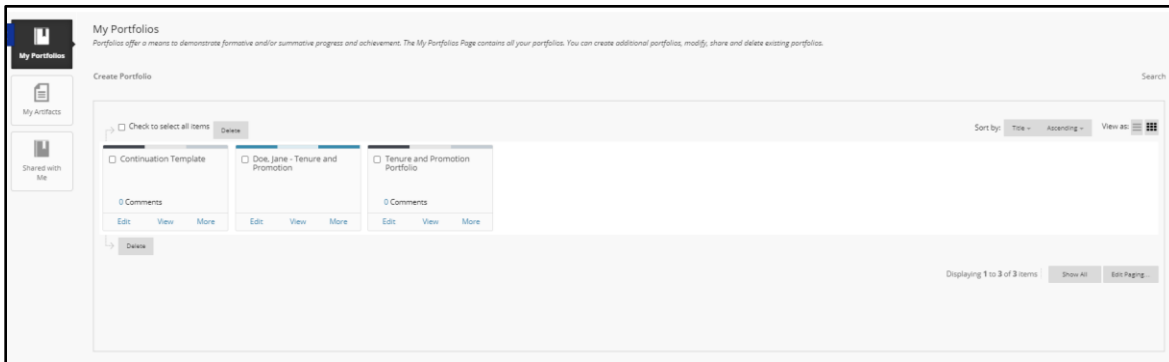 My Portfolios
Portfolios offer a means to demonstrate formative and/or summative progress and achievement. The My Portfolios Page contains all your portfolios. You can create additional portfolios, modify, share and delete existing portfolios.
My Portfolios
Create Portfolio
Search
My Artifacts
Shared with
Me
Check to select all items Delete
Sort by: Title Ascending View as:
Continuation Template
0 Comments
Edit View More
Doe, Jane - Tenure and
Promotion
Edit View More
Tenure and Promotion
Portfolio
0 Comments
Edit View More
Delete
Displaying 1 to 3 of 3 items Show All Edit Paging...